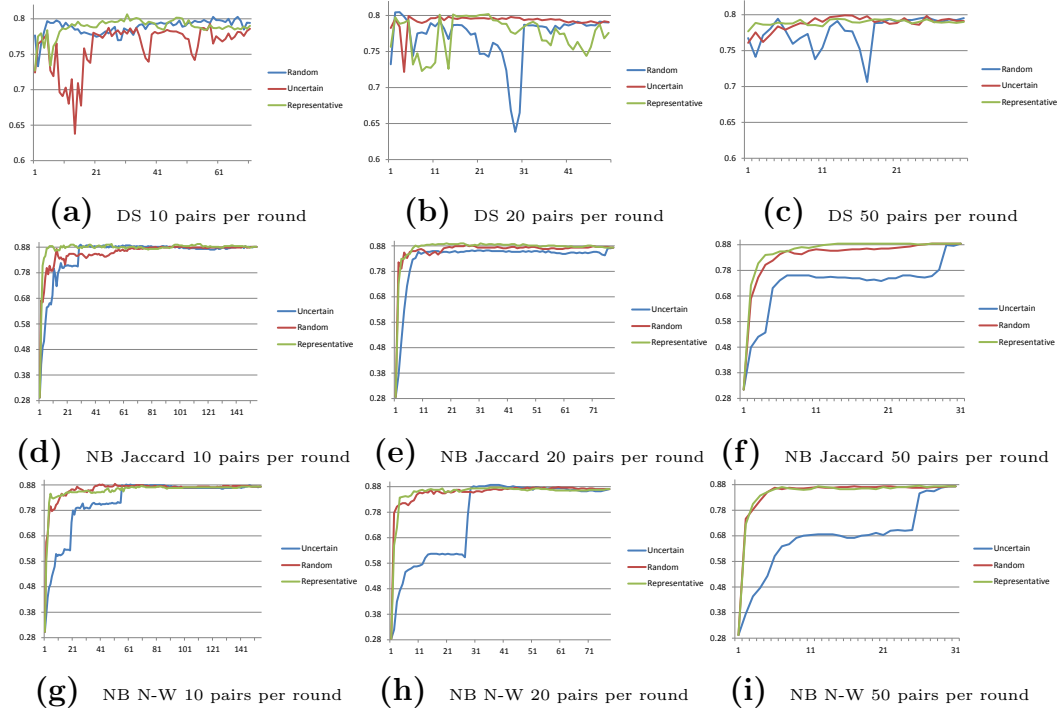 0.8
0.75
0.7
0.65
0.6
1 21 41 61
Random
Uncertain
Representative
(a) DS 10 pairs per round
0.8
0.75
0.7
0.65
0.6
1 11 21 31 41
Random
Uncertain
Representative
(b) DS 20 pairs per round
0.8
0.75
0.7
0.65
0.6
1 11 21
Random
Uncertain
Representative
(c) DS 50 pairs per round
0.88
0.78
0.68
0.58
0.48
0.38
0.28
1 21 41 61 81 101 121 141
Uncertain
Random
Representative
(d) NB Jaccard 10 pairs per round
0.88
0.78
0.68
0.58
0.48
0.38
0.28
1 11 21 31 41 51 61 71
Uncertain
Random
Representative
(e) NB Jaccard 20 pairs per round
0.88
0.78
0.68
0.58
0.48
0.38
0.28
1 11 21 31
Uncertain
Random
Representative
(f) NB Jaccard 50 pairs per round
0.88
0.78
0.68
0.58
0.48
0.38
0.28
1 21 41 61 81 101 121 141
Uncertain
Random
Representative
(g) NB N-W 10 pairs per round
0.88
0.78
0.68
0.58
0.48
0.38
0.28
1 11 21 31 41 51 61 71
Uncertain
Random
Representative
(h) NB N-W 20 pairs per round
0.88
0.78
0.68
0.58
0.48
0.38
0.28
1 11 21 31
Uncertain
Random
Representative
(i) NB N-W 50 pairs per round